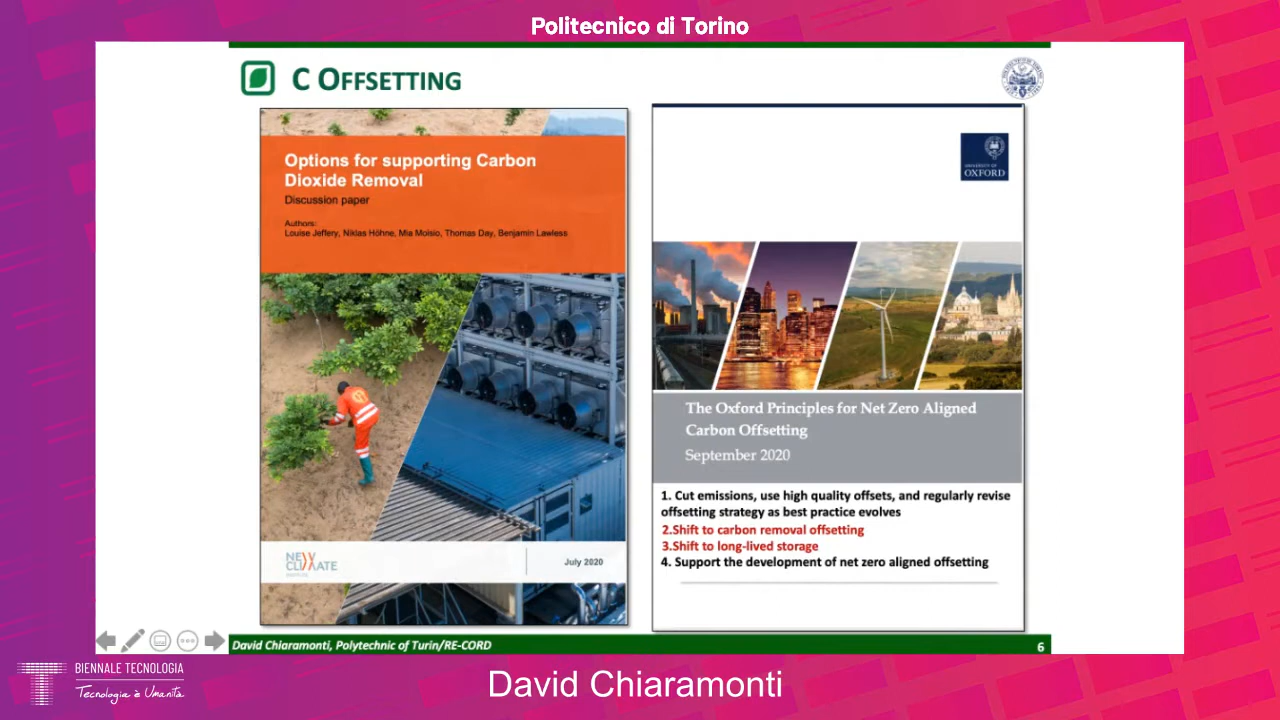 Politecnico di Torino
C OFFSETTING
Options for supporting Carbon
Dioxide Removal
Discussion paper
Authors:
Louise Jeffery, Niklas Höhne, Mia Moisio, Thomas Day, Benjamin Lawless
NEW
CLIMATE
INSTITUTE
July 2020
UNIVERSITY OF
OXFORD
The Oxford Principles for Net Zero Aligned
Carbon Offsetting
September 2020
1. Cut emissions, use high quality offsets, and regularly revise
offsetting strategy as best practice evolves
2.Shift to carbon removal offsetting
3.Shift to long-lived storage
4. Support the development of net zero aligned offsetting
David Chiaramonti, Polytechnic of Turin/RE-CORD
6
BIENNALE TECNOLOGIA
Tecnologia è Umanità
David Chiaramonti